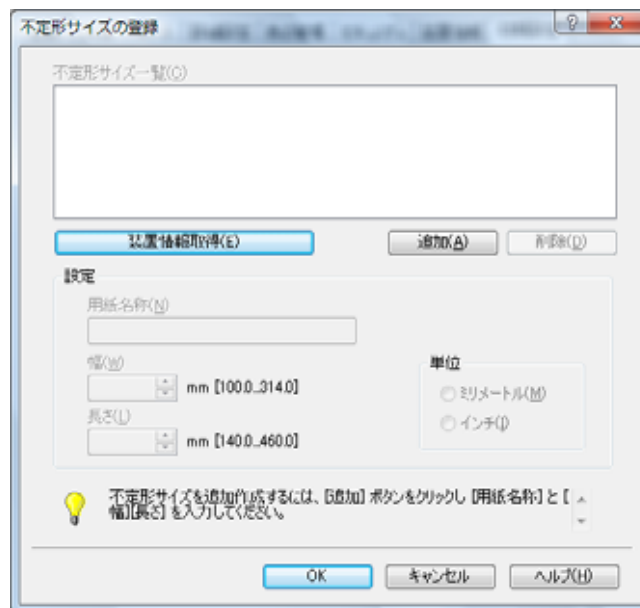 不定形サイズの登録
不定形サイズ一覧(O)
装置情報取得(E)
追加(A)
削除(D)
設定
用紙名称(N)
幅(W)
mm [100.0..314.0]
長さ(L)
mm [140.0..460.0]
単位
ミリメートル(M)
インチ(I)
不定形サイズを追加作成するには、[追加] ボタンをクリックし [用紙名称] と [
幅][長さ] を入力してください。
OK
キャンセル
ヘルプ(H)